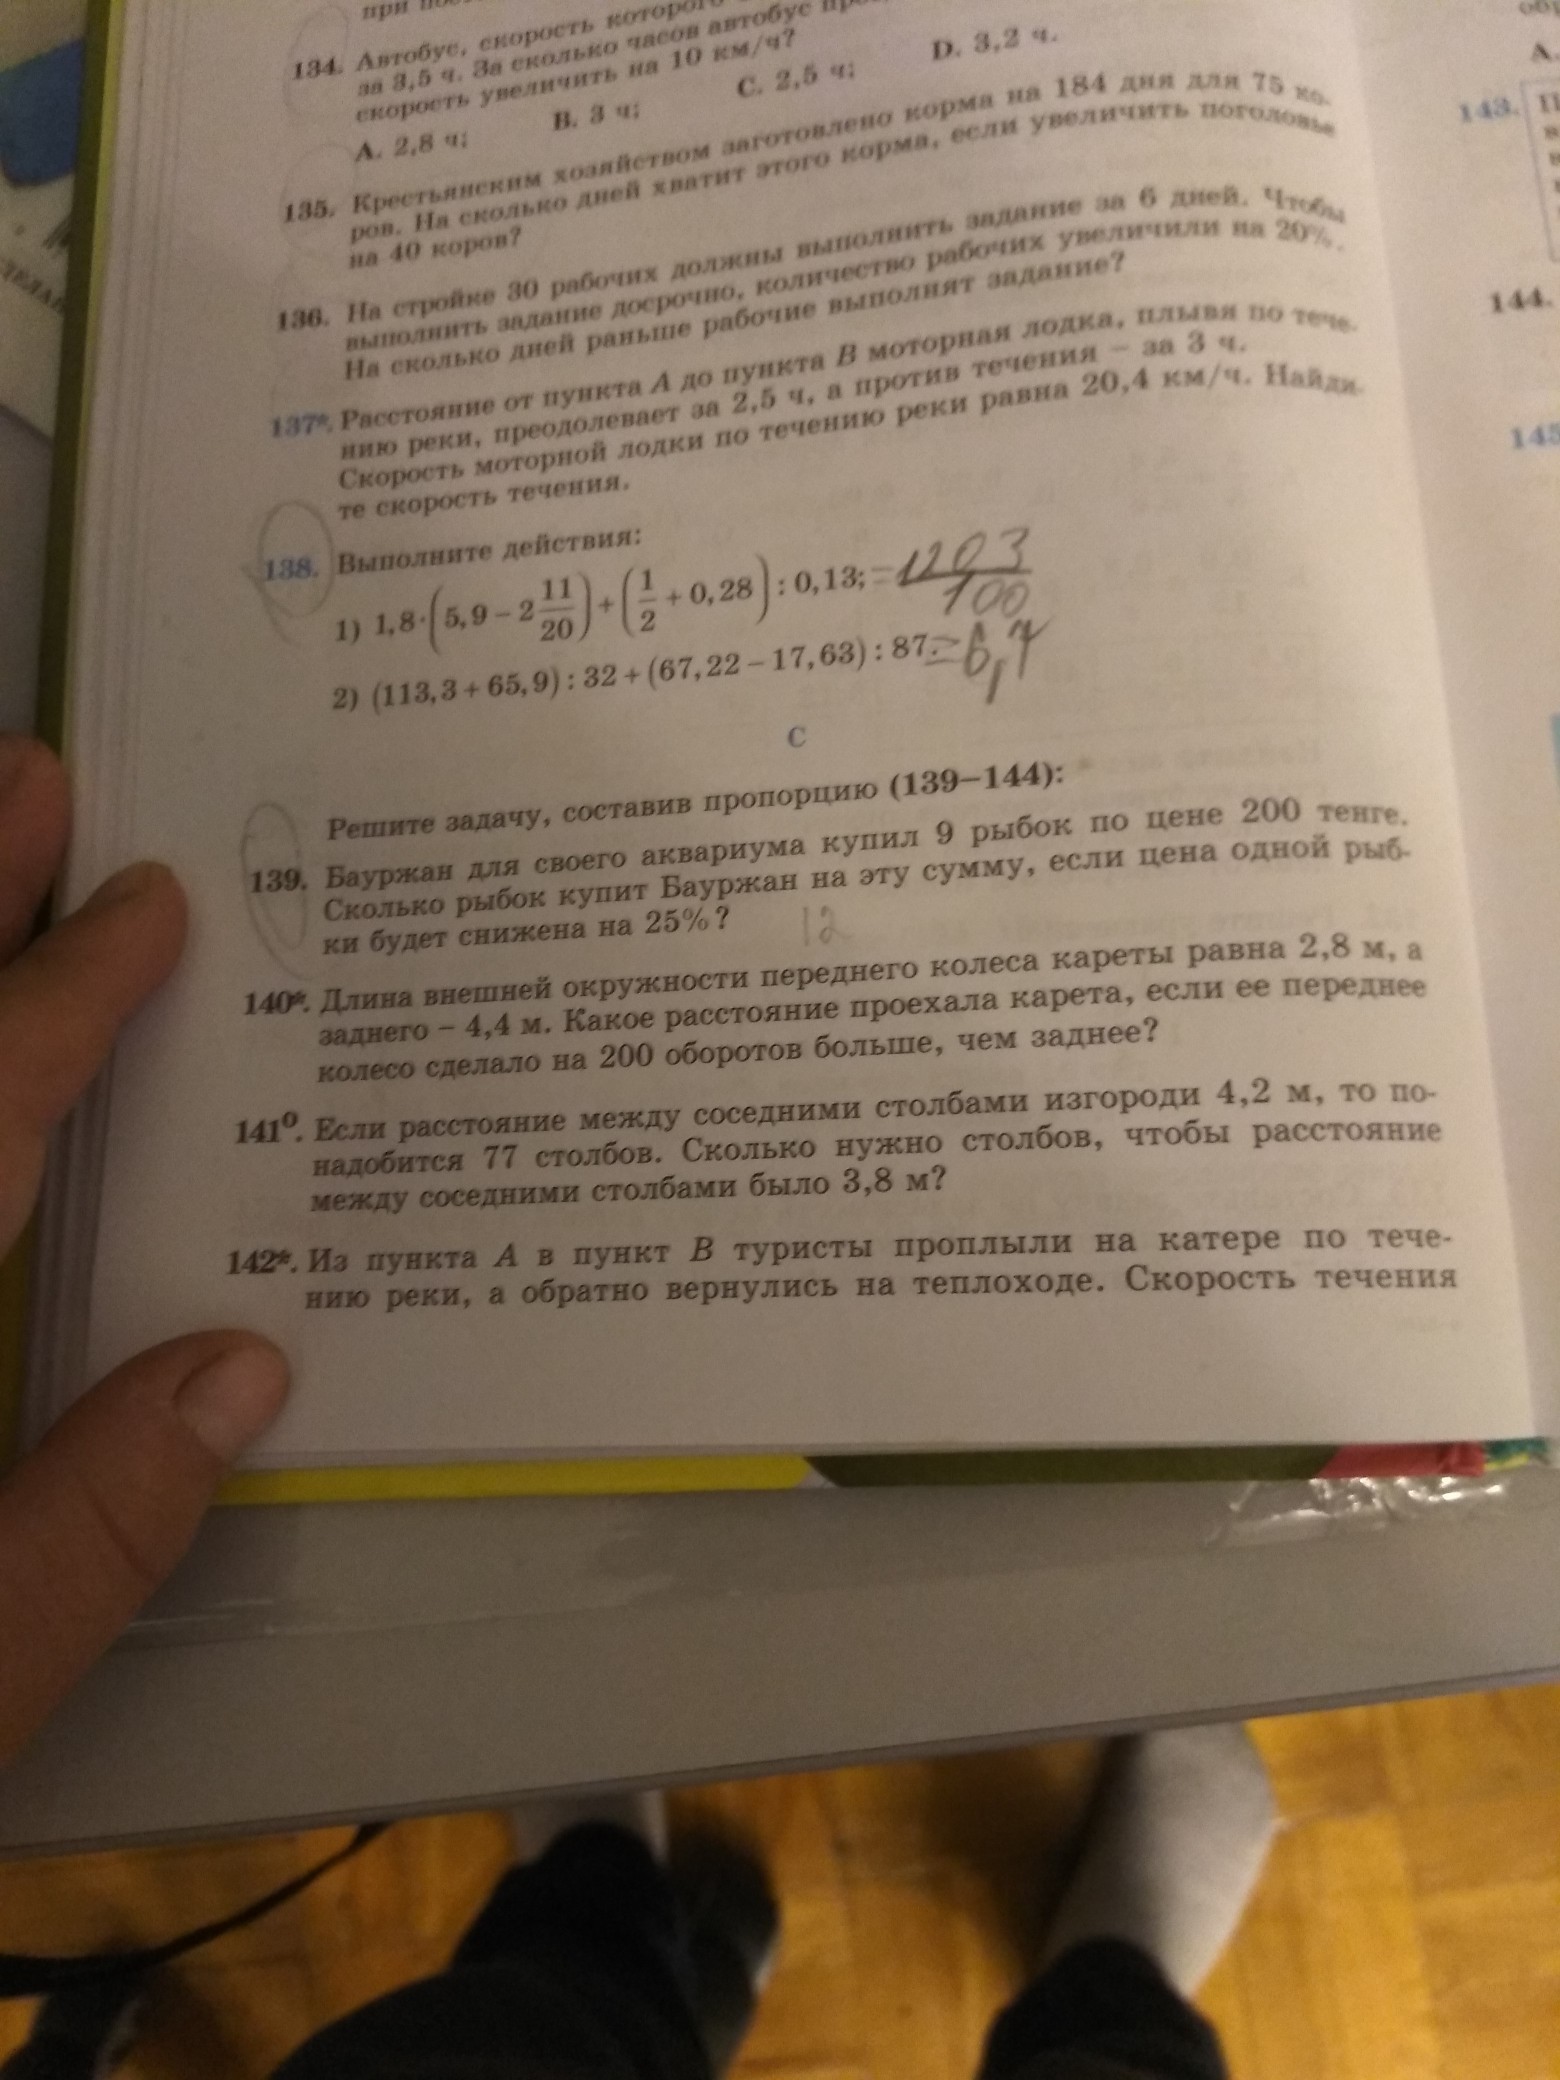 при
134. Автобус, скорость которого
за 3,5 ч. За сколько часов автобус
скорость увеличить на 10 км/ч?
A. 2,8 ч; B. 3 ч; C. 2,5 ч; D. 3,2 ч.
135. Крестьянским хозяйством заготовлено корма на 184 дня для 75 ко-
ров. На сколько дней хватит этого корма, если увеличить поголовье
на 40 коров?
136. На стройке 30 рабочих должны выполнить задание за 6 дней. Чтобы
выполнить задание досрочно, количество рабочих увеличили на 20%.
На сколько дней раньше рабочие выполнят задание?
137*. Расстояние от пункта A до пункта B моторная лодка, плывя по тече-
нию реки, преодолевает за 2,5 ч, а против течения – за 3 ч.
Скорость моторной лодки по течению реки равна 20,4 км/ч. Найди-
те скорость течения.
138. Выполните действия:
1) 1,8·(5,9 – 2 11/20) + (1/2 + 0,28) : 0,13; = 1203/100
2) (113,3 + 65,9) : 32 + (67,22 – 17,63) : 87. = 6,7
C
Решите задачу, составив пропорцию (139–144):
139. Бауржан для своего аквариума купил 9 рыбок по цене 200 тенге.
Сколько рыбок купит Бауржан на эту сумму, если цена одной рыб-
ки будет снижена на 25%? 12
140*. Длина внешней окружности переднего колеса кареты равна 2,8 м, а
заднего – 4,4 м. Какое расстояние проехала карета, если ее переднее
колесо сделало на 200 оборотов больше, чем заднее?
141⁰. Если расстояние между соседними столбами изгороди 4,2 м, то по-
надобится 77 столбов. Сколько нужно столбов, чтобы расстояние
между соседними столбами было 3,8 м?
142*. Из пункта A в пункт B туристы проплыли на катере по тече-
нию реки, а обратно вернулись на теплоходе. Скорость течения
A.
143.
144.
145